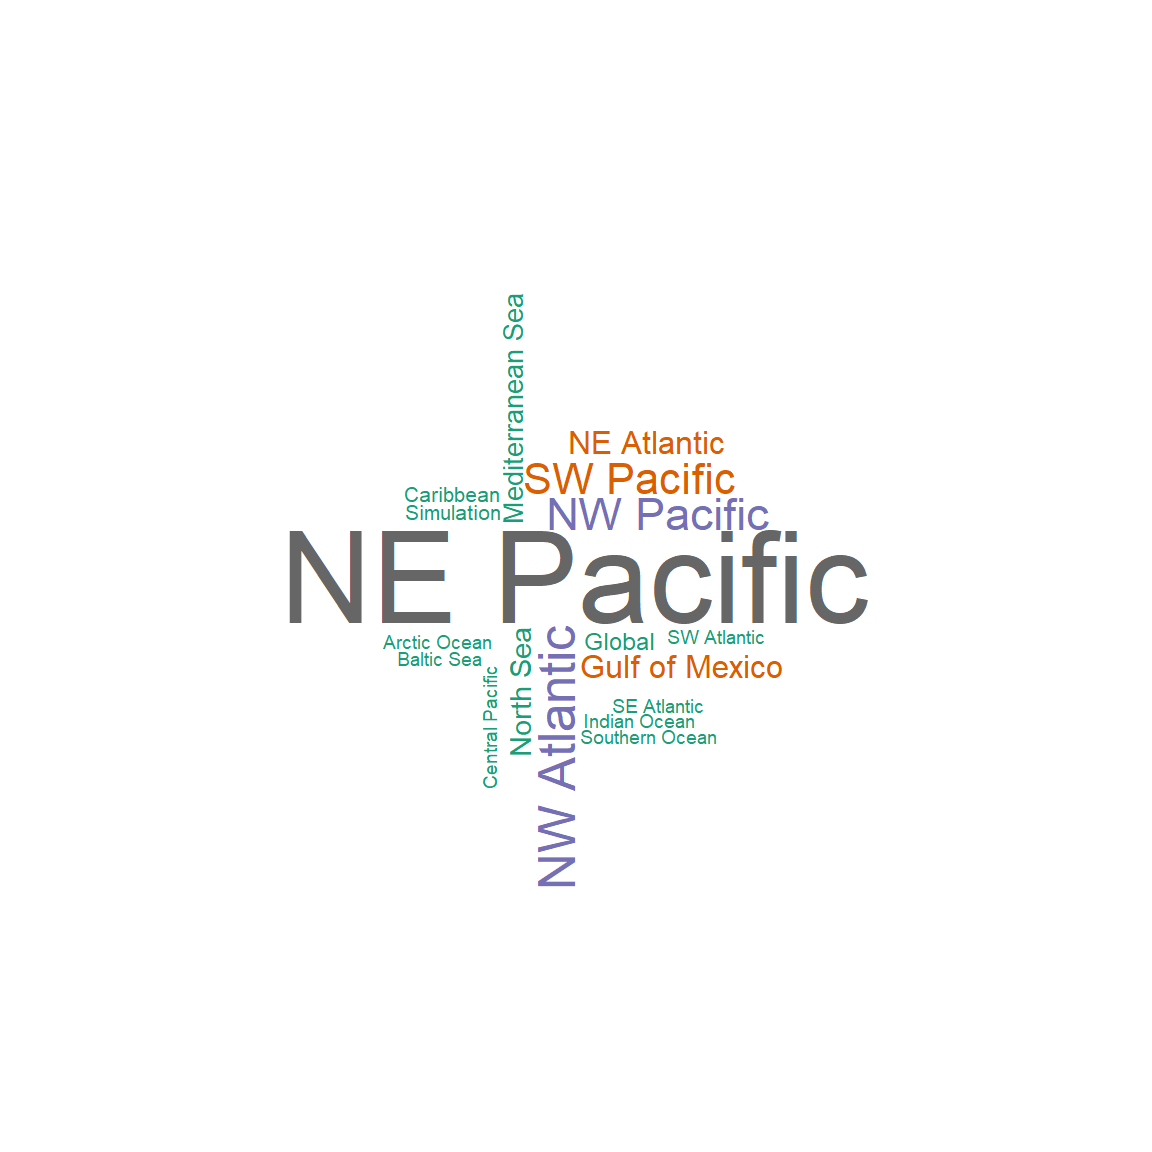 Mediterranean Sea
NE Atlantic
SW Pacific
Caribbean
NW Pacific
Simulation
NE Pacific
NW Atlantic
North Sea
Global
SW Atlantic
Arctic Ocean
Baltic Sea
Gulf of Mexico
Central Pacific
SE Atlantic
Indian Ocean
Southern Ocean